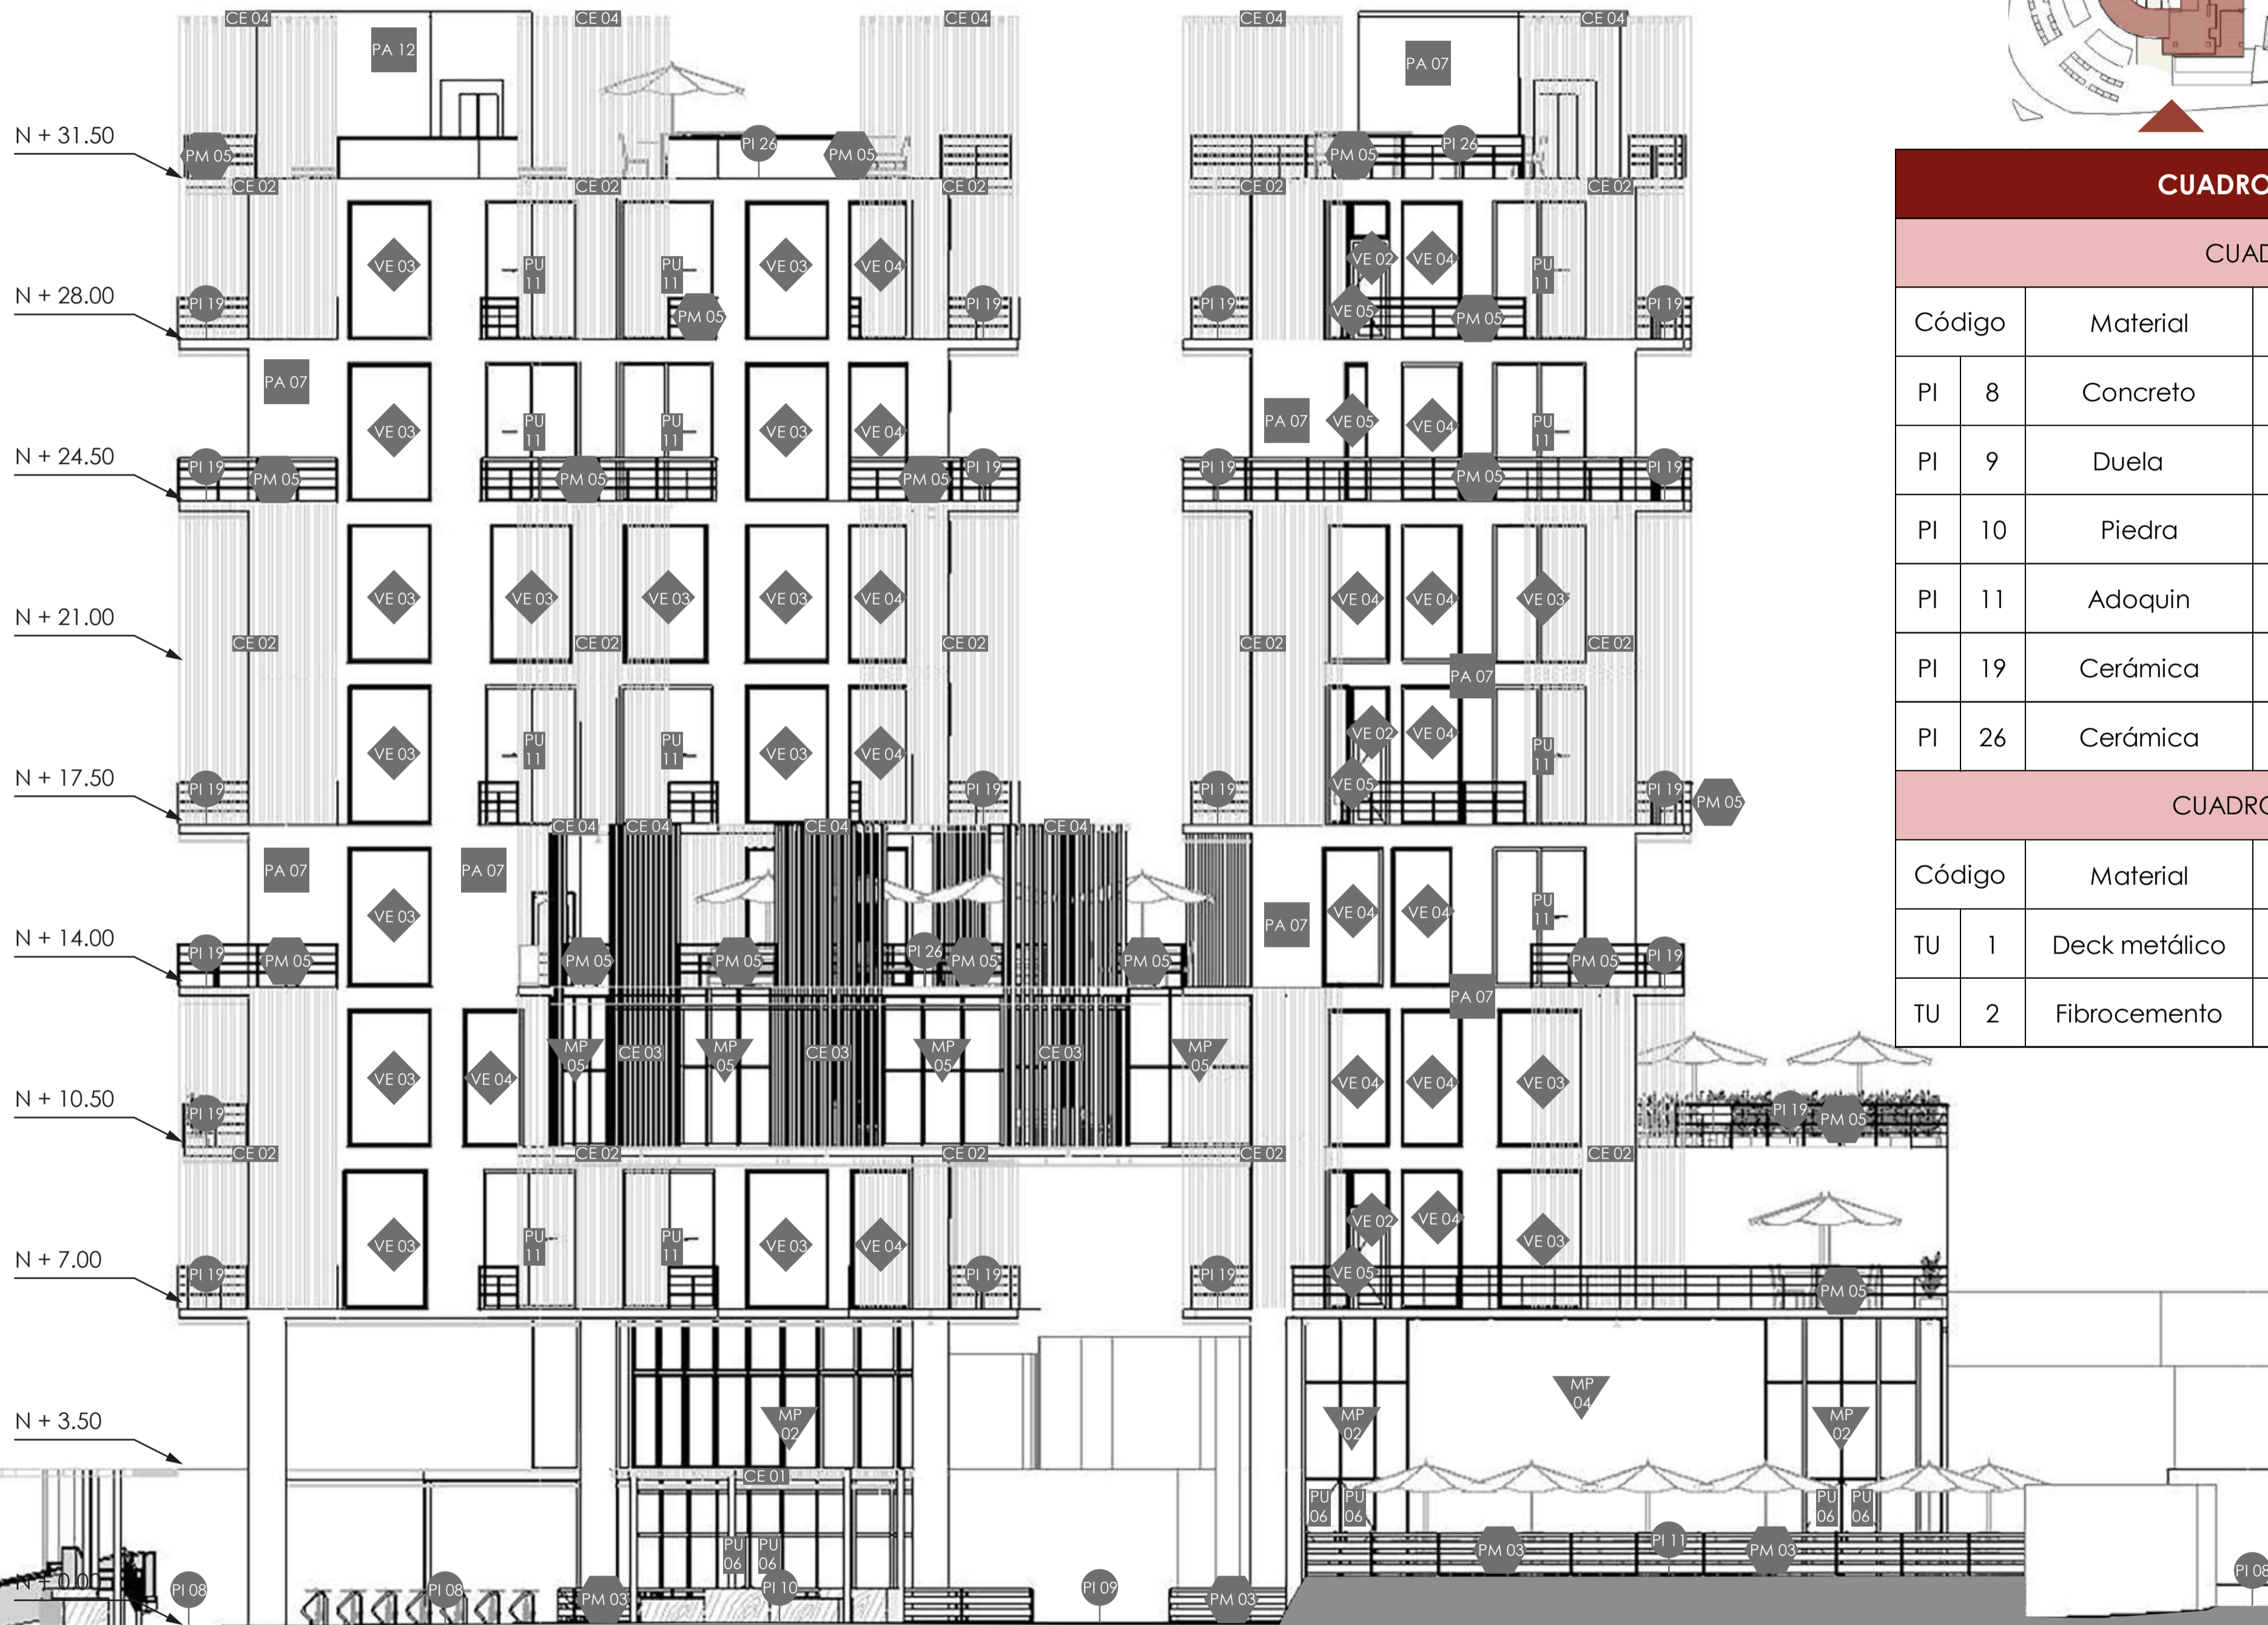 CE 04 CE 04 CE 04 CE 04 CE 04
PA 12 PA 07
N + 31.50
PM 05 PI 26 PM 05 PM 05 PI 26
CE 02 CE 02 CE 02 CE 02 CE 02
VE 03 PU 11 PU 11 VE 03 VE 04 VE 02 VE 04 PU 11
N + 28.00
PI 19 PM 05 PI 19 PI 19 VE 05 PM 05 PI 19
PA 07 PA 07
VE 03 PU 11 PU 11 VE 03 VE 04 VE 05 VE 04 PU 11
N + 24.50
PI 19 PM 05 PM 05 PM 05 PI 19 PI 19 PM 05 PI 19
VE 03 VE 03 VE 03 VE 03 VE 04 VE 04 VE 04 VE 03
N + 21.00
CE 02 CE 02 CE 02 CE 02 CE 02
PA 07
VE 03 PU 11 PU 11 VE 03 VE 04 VE 02 VE 04 PU 11
N + 17.50
PI 19 PI 19 PI 19 VE 05 PI 19 PM 05
CE 04 CE 04 CE 04 CE 04
PA 07 PA 07
VE 03 PA 07 VE 04 VE 04 PU 11
N + 14.00
PI 19 PM 05 PM 05 PM 05 PI 26 PM 05 PM 05 PM 05 PI 19
PA 07
VE 03 VE 04 MP 05 CE 03 MP 05 CE 03 MP 05 CE 03 MP 05 VE 04 VE 04 VE 03
N + 10.50
PI 19 PI 19 PM 05
CE 02 CE 02 CE 02 CE 02 CE 02
VE 03 PU 11 PU 11 VE 03 VE 04 VE 02 VE 04 VE 03
N + 7.00
PI 19 PI 19 PI 19 VE 05 PM 05
MP 04
N + 3.50
MP 02 MP 02 MP 02
CE 01
PU 06 PU 06 PU 06 PU 06
PU 06 PU 06 PM 03 PI 11 PM 03
N + 0.00
PI 08 PI 08 PM 03 PI 10 PI 09 PM 03 PI 08
CUADRO
CUAD
Código Material
PI 8 Concreto
PI 9 Duela
PI 10 Piedra
PI 11 Adoquin
PI 19 Cerámica
PI 26 Cerámica
CUADRO
Código Material
TU 1 Deck metálico
TU 2 Fibrocemento